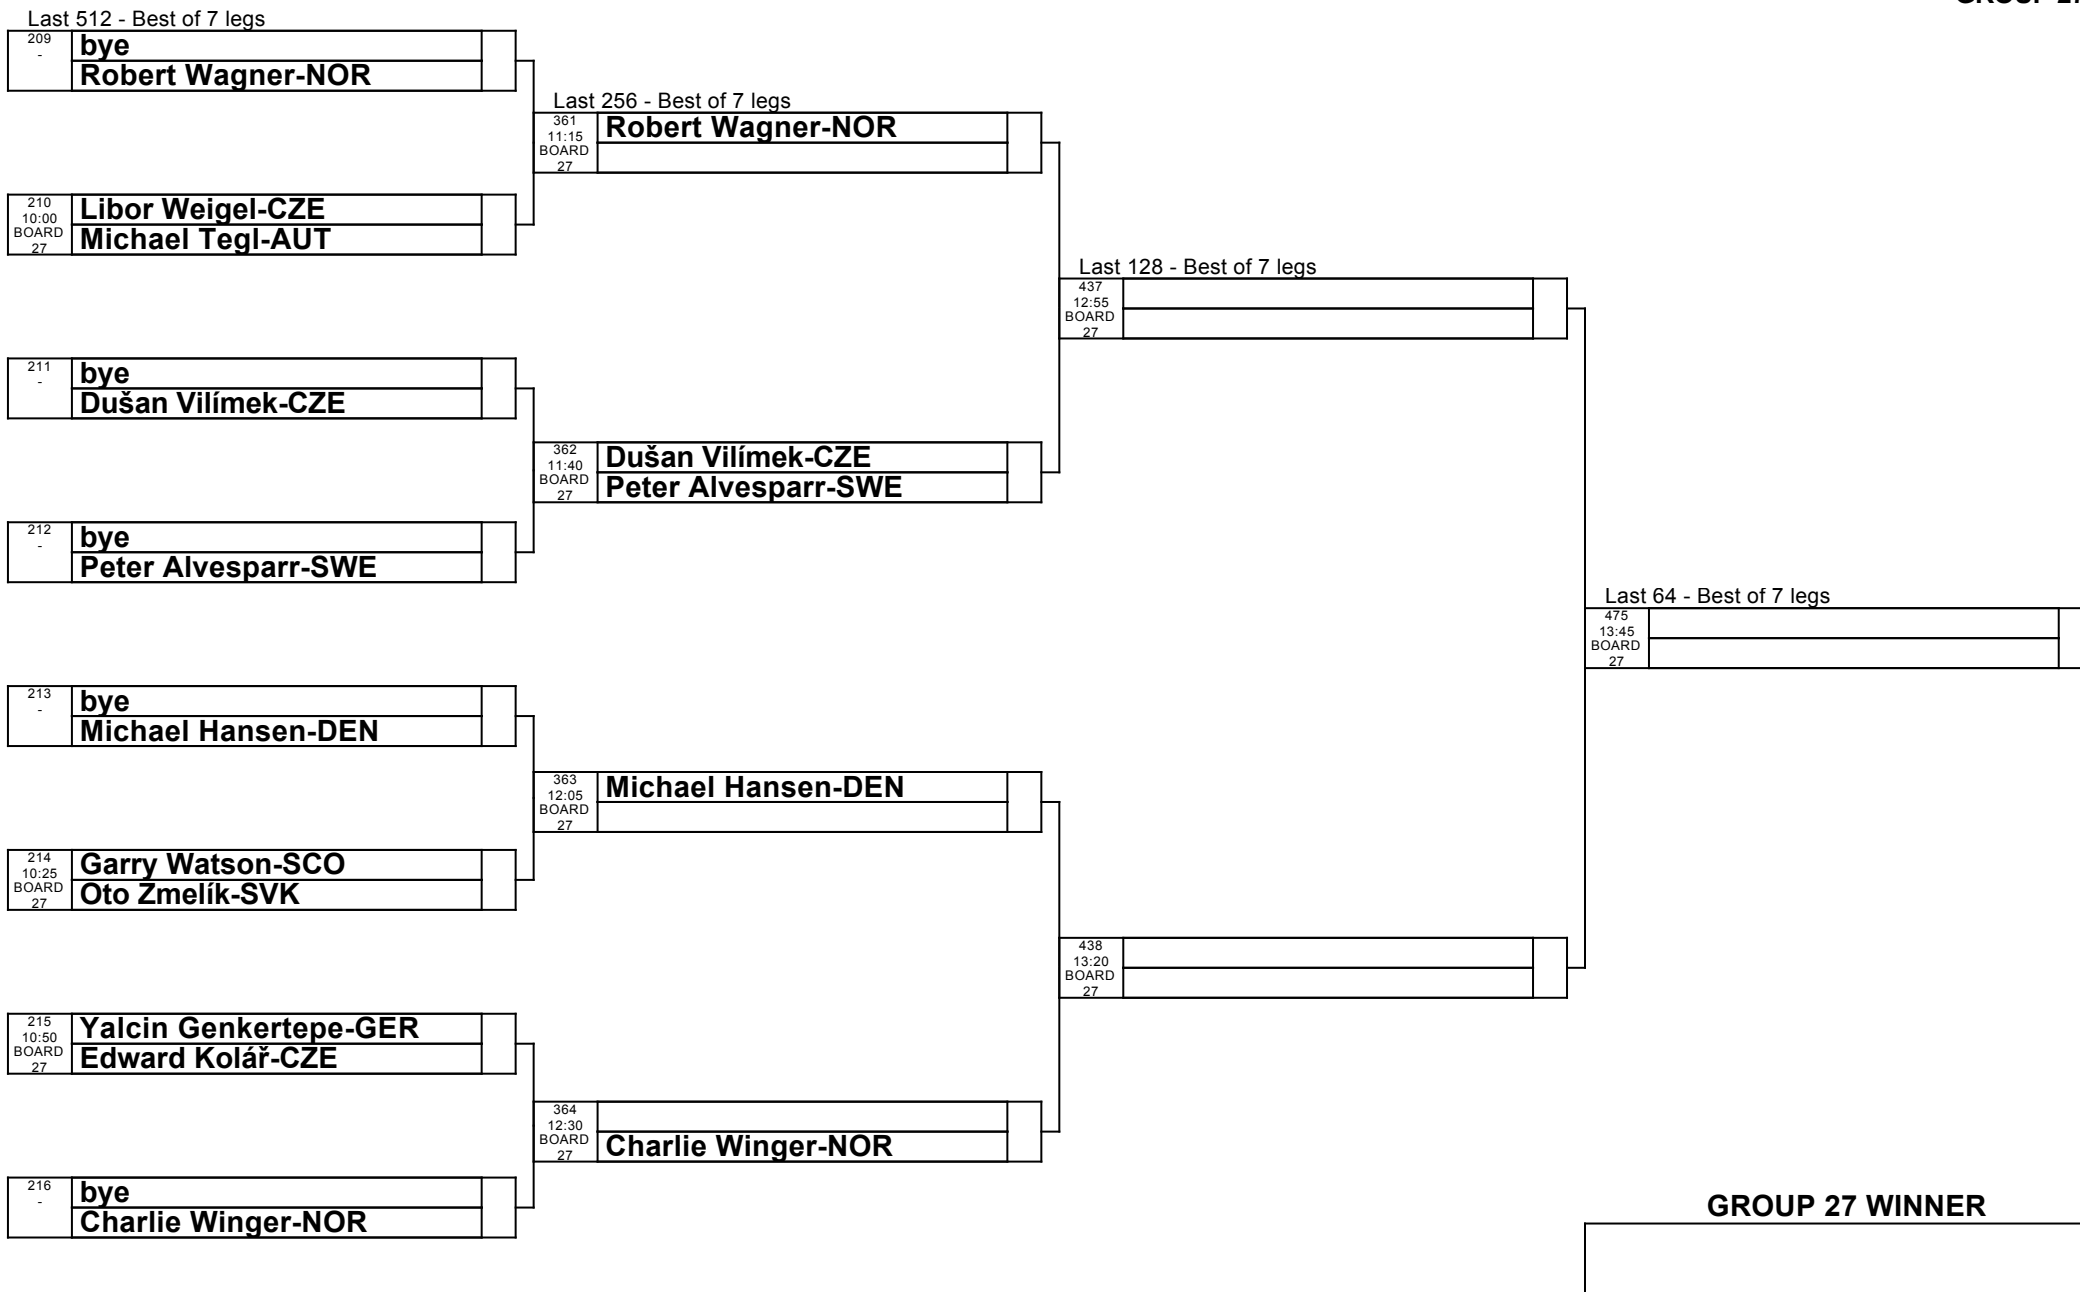 GROUP 27
Last 512 - Best of 7 legs
209
-
bye
Robert Wagner-NOR
Last 256 - Best of 7 legs
361
11:15
BOARD
27
Robert Wagner-NOR
210
10:00
BOARD
27
Libor Weigel-CZE
Michael Tegl-AUT
Last 128 - Best of 7 legs
437
12:55
BOARD
27
211
-
bye
Dušan Vilímek-CZE
362
11:40
BOARD
27
Dušan Vilímek-CZE
Peter Alvesparr-SWE
212
-
bye
Peter Alvesparr-SWE
Last 64 - Best of 7 legs
475
13:45
BOARD
27
213
-
bye
Michael Hansen-DEN
363
12:05
BOARD
27
Michael Hansen-DEN
214
10:25
BOARD
27
Garry Watson-SCO
Oto Zmelík-SVK
438
13:20
BOARD
27
215
10:50
BOARD
27
Yalcin Genkertepe-GER
Edward Kolář-CZE
364
12:30
BOARD
27
Charlie Winger-NOR
216
-
bye
Charlie Winger-NOR
GROUP 27 WINNER